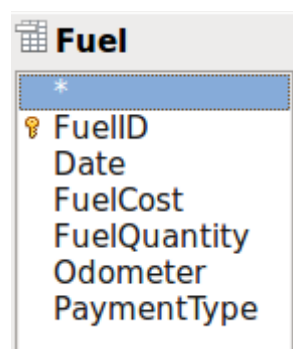 Fuel
*
FuelID
Date
FuelCost
FuelQuantity
Odometer
PaymentType